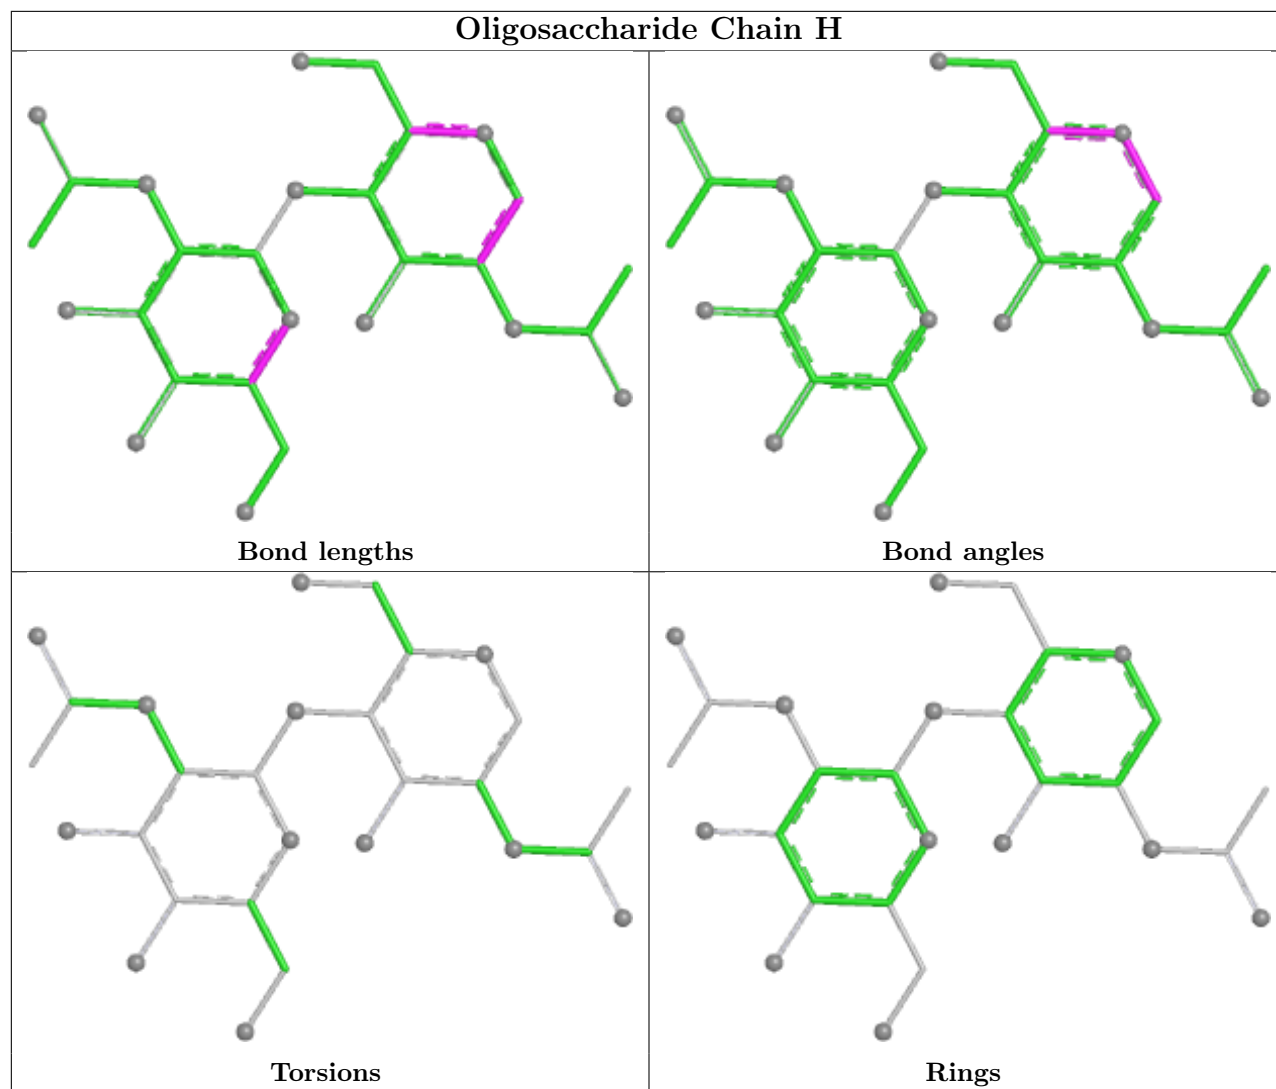 Oligosaccharide Chain H
Bond lengths
Bond angles
Torsions
Rings